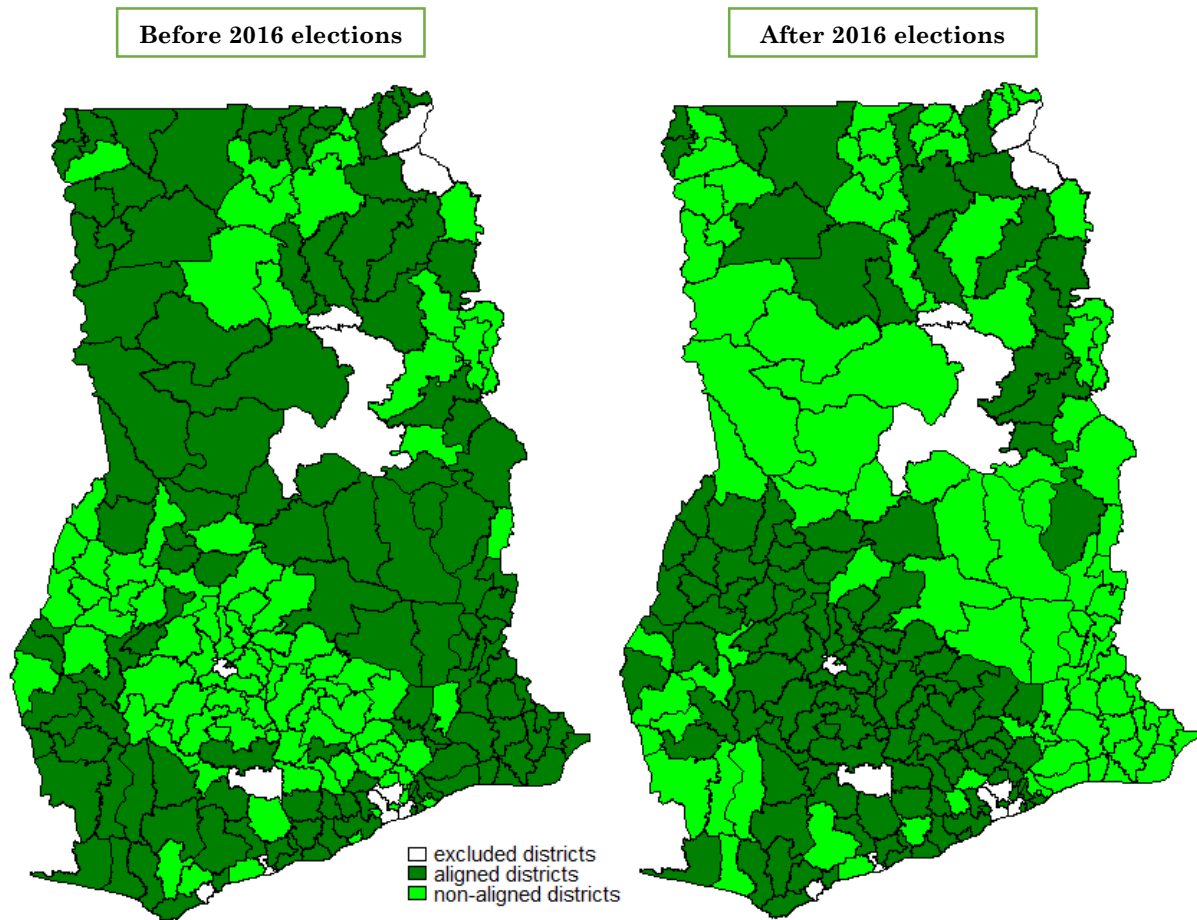 Before 2016 elections
After 2016 elections
excluded districts
aligned districts
non-aligned districts